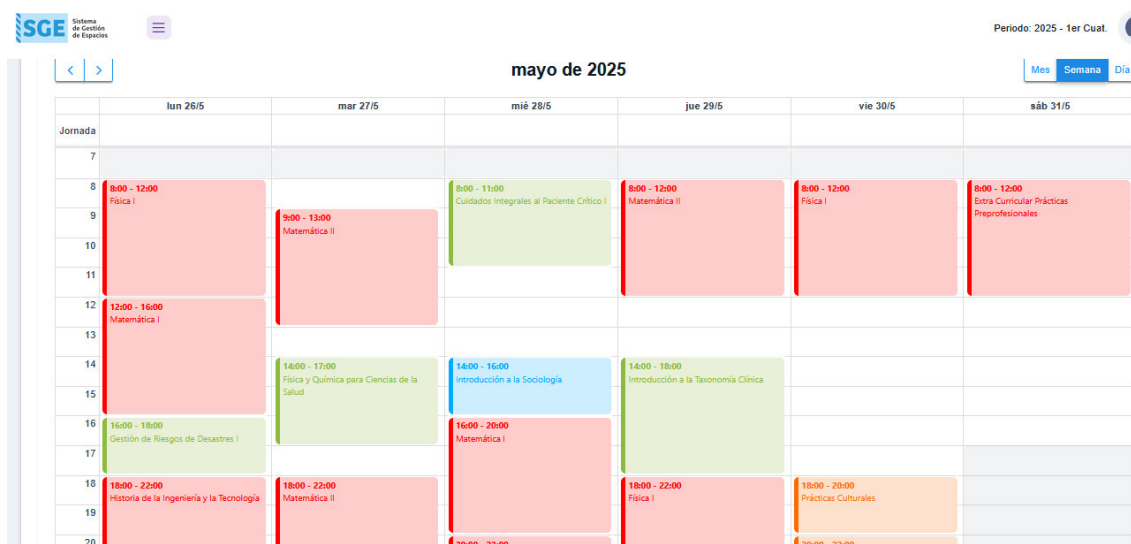 SGE Sistema
de Gestión
de Espacios
Periodo: 2025 - 1er Cuat.
mayo de 2025
Mes Semana Día
lun 26/5 mar 27/5 mié 28/5 jue 29/5 vie 30/5 sáb 31/5
Jornada
7
8
9
10
11
12
13
14
15
16
17
18
19
20
8:00 - 12:00
Física I
12:00 - 16:00
Matemática I
16:00 - 18:00
Gestión de Riesgos de Desastres I
18:00 - 22:00
Historia de la Ingeniería y la Tecnología
9:00 - 13:00
Matemática II
14:00 - 17:00
Física y Química para Ciencias de la
Salud
18:00 - 22:00
Matemática II
8:00 - 11:00
Cuidados Integrales al Paciente Crítico I
14:00 - 16:00
Introducción a la Sociología
16:00 - 20:00
Matemática I
8:00 - 12:00
Matemática II
14:00 - 18:00
Introducción a la Taxonomía Clínica
18:00 - 22:00
Física I
8:00 - 12:00
Física I
18:00 - 20:00
Prácticas Culturales
8:00 - 12:00
Extra Curricular Prácticas
Preprofesionales